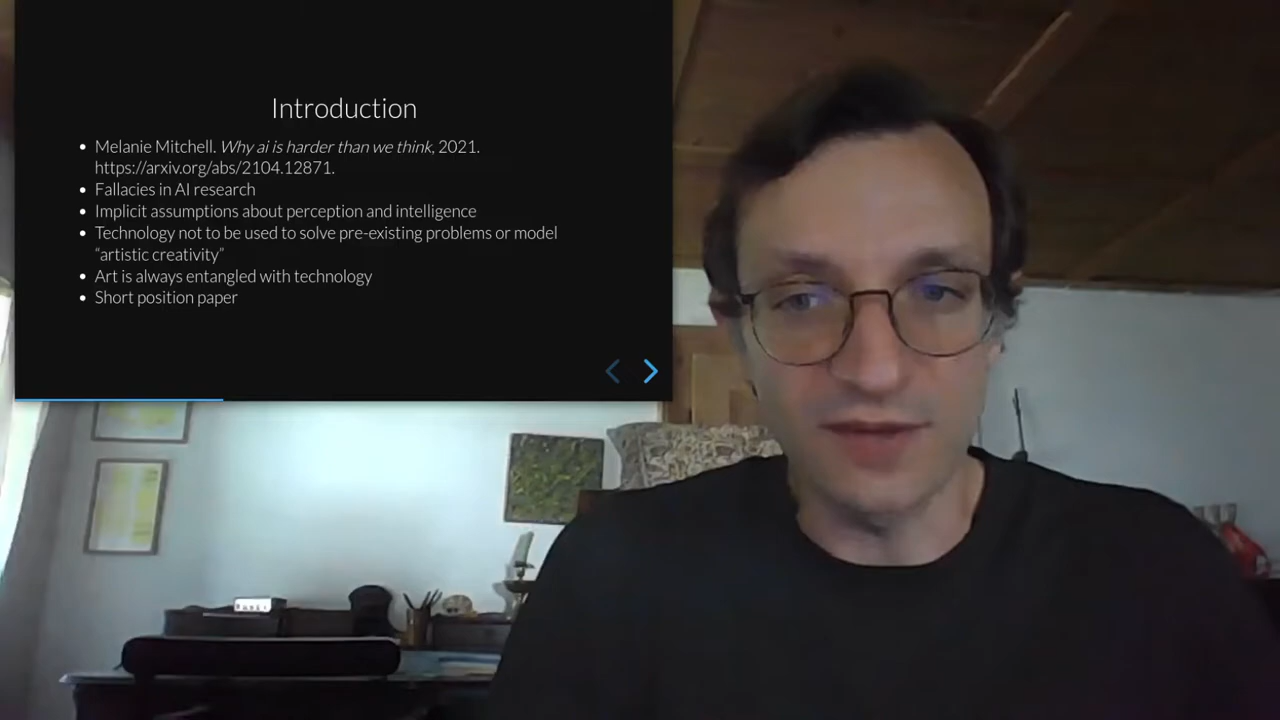 Introduction
Melanie Mitchell. Why ai is harder than we think, 2021.
https://arxiv.org/abs/2104.12871.
Fallacies in AI research
Implicit assumptions about perception and intelligence
Technology not to be used to solve pre-existing problems or model
“artistic creativity”
Art is always entangled with technology
Short position paper